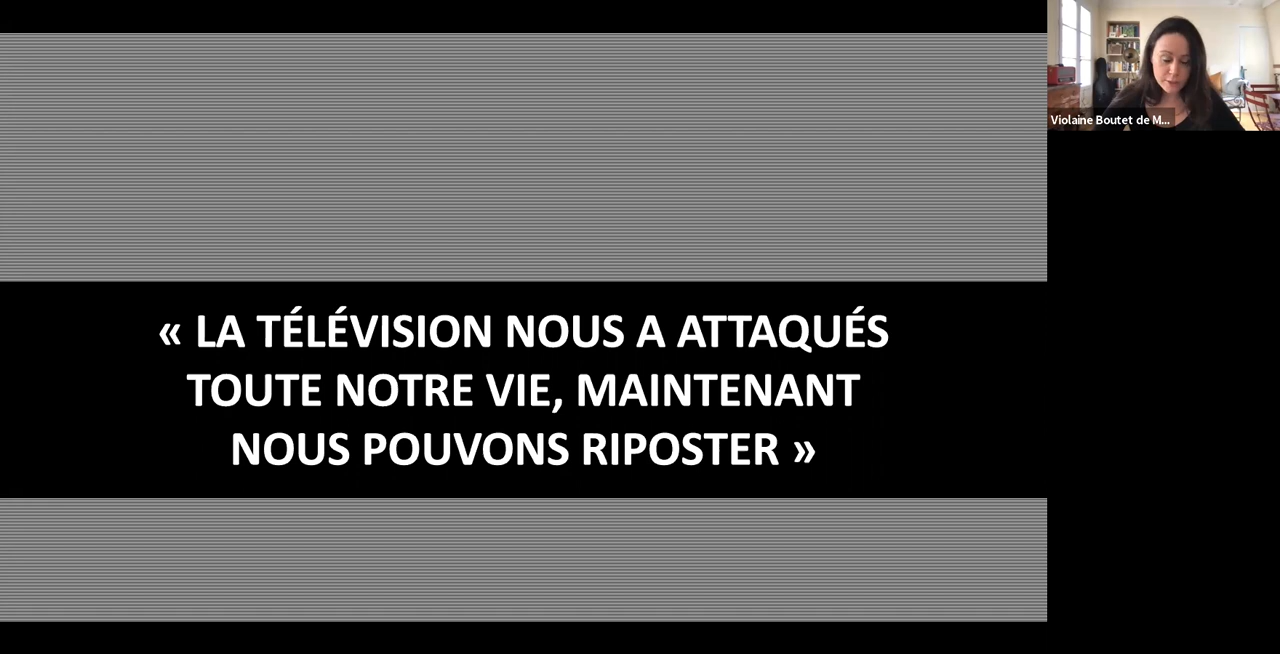 Violaine Boutet de M...
« LA TÉLÉVISION NOUS A ATTAQUÉS
TOUTE NOTRE VIE, MAINTENANT
NOUS POUVONS RIPOSTER »